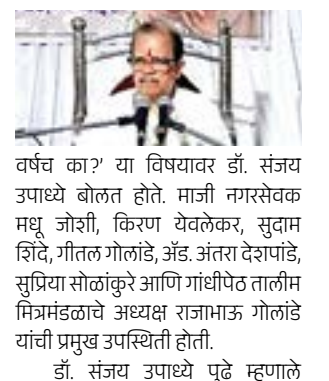 वर्षच का?’ या विषयावर डॉ. संजय
उपाध्ये बोलत होते. माजी नगरसेवक
मधू जोशी, किरण येवलेकर, सुदाम
शिंदे, गीतल गोलांडे, अ‍ॅड. अंतरा देशपांडे,
सुप्रिया सोळांकुरे आणि गांधीपेठ तालीम
मित्रमंडळाचे अध्यक्ष राजाभाऊ गोलांडे
यांची प्रमुख उपस्थिती होती.
डॉ. संजय उपाध्ये पुढे म्हणाले